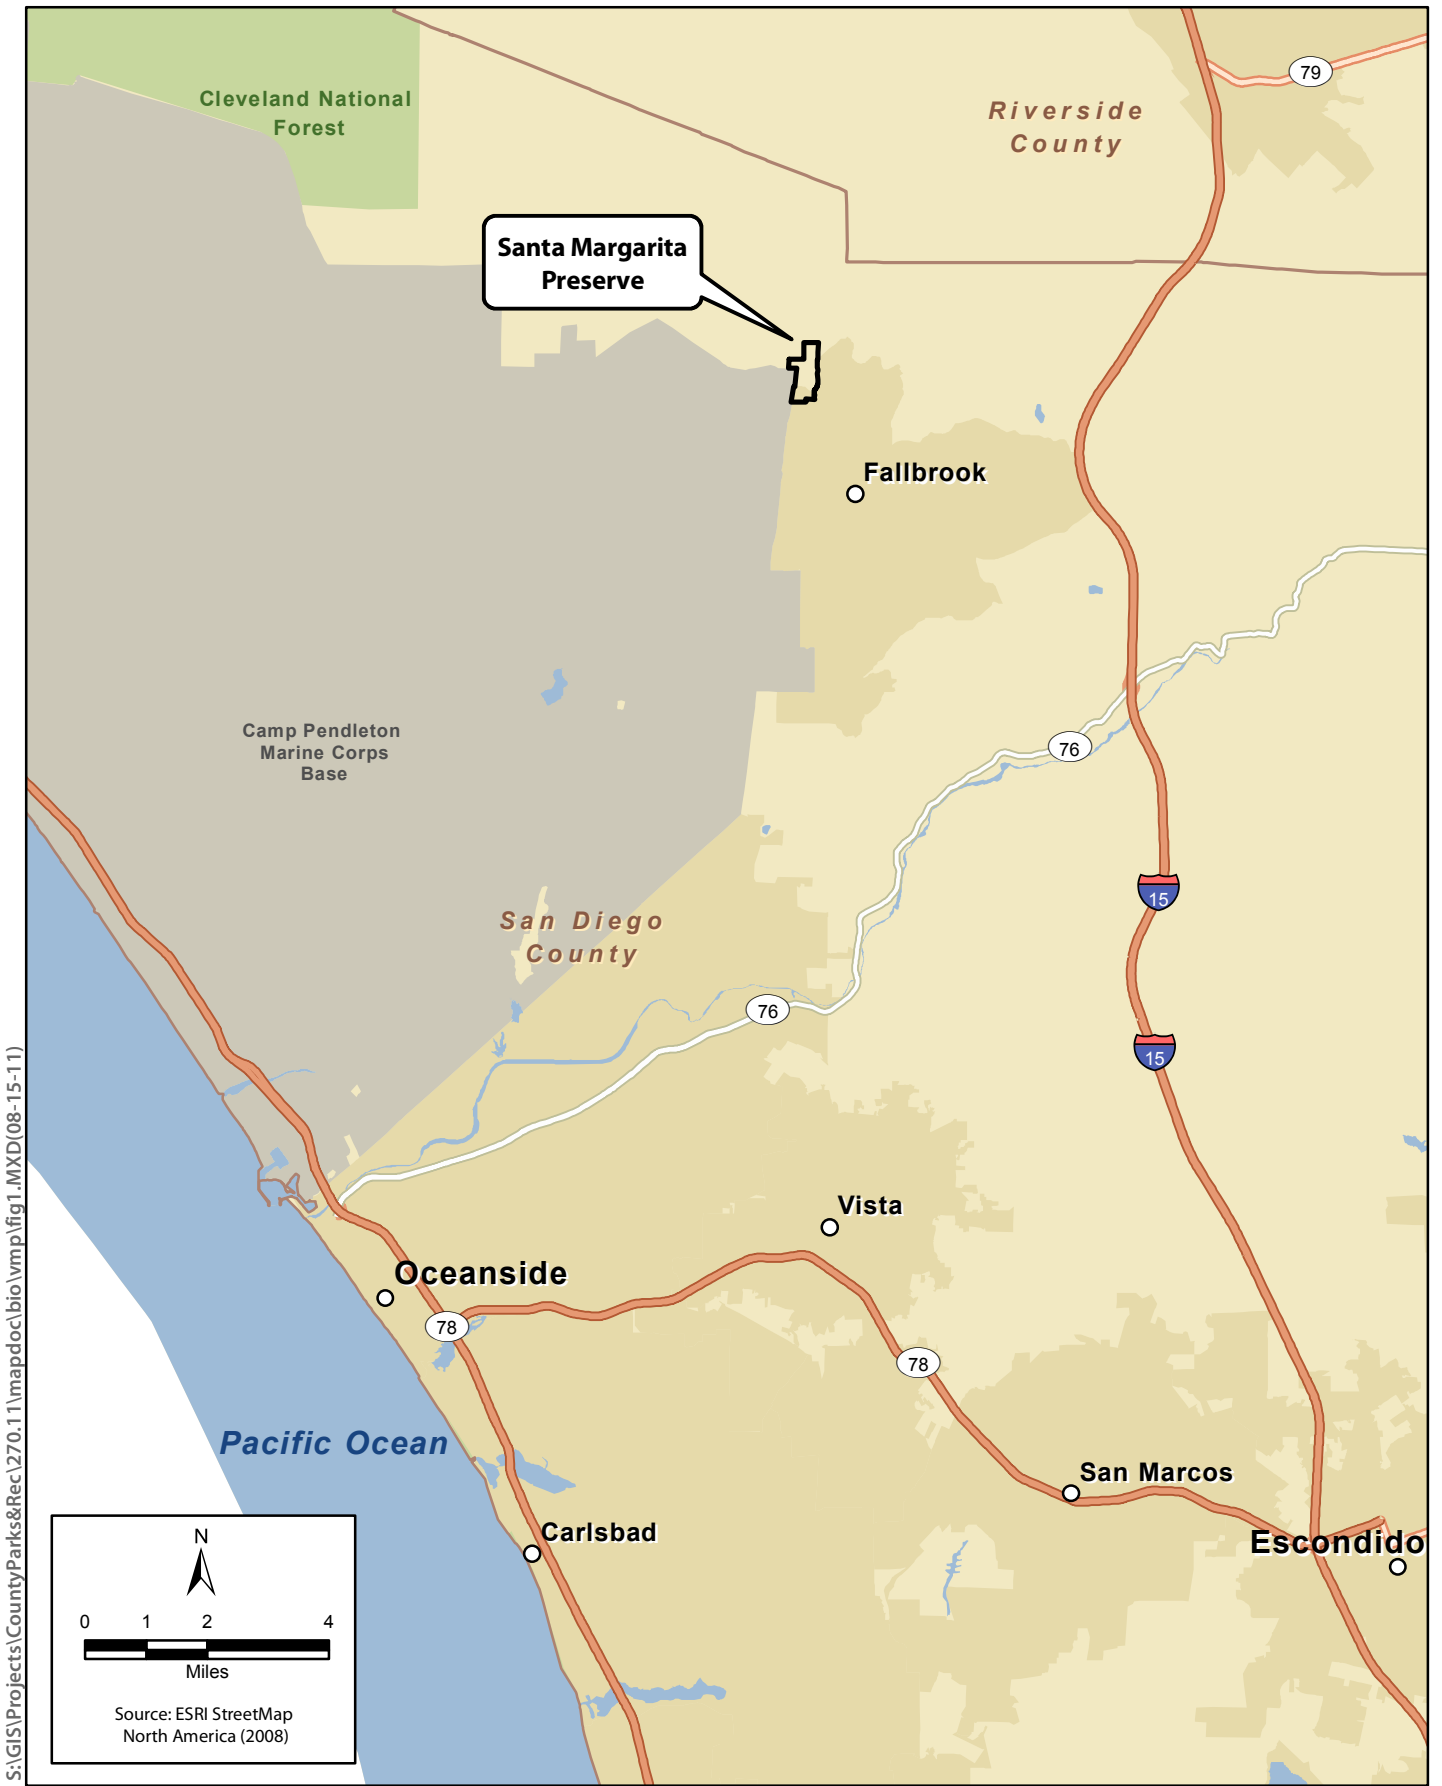 79
Cleveland National
Forest
Riverside
County
Santa Margarita
Preserve
Fallbrook
Camp Pendleton
Marine Corps
Base
76
15
San Diego
County
76
15
Vista
Oceanside
78
78
Pacific Ocean
San Marcos
Carlsbad
Escondido
N
0 1 2 4
Miles
Source: ESRI StreetMap
North America (2008)
S:\GIS\Projects\CountyParks&Rec\270.11\mapdoc\bio\vmp\fig1.MXD(08-15-11)